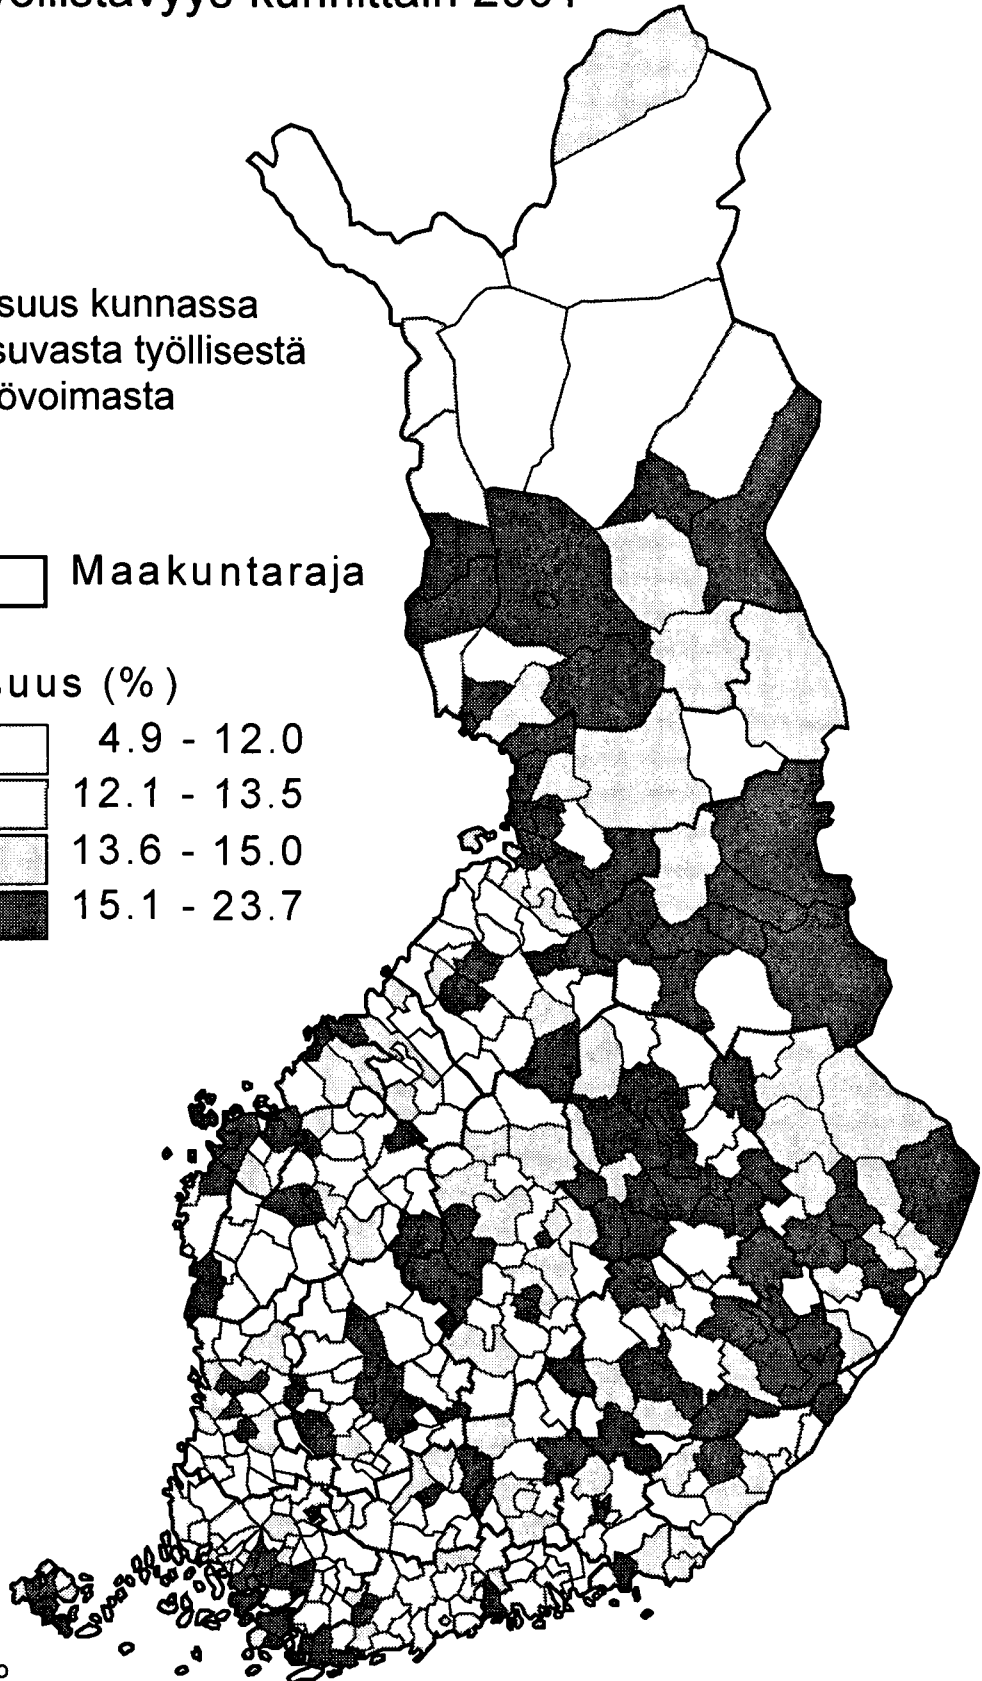 suus kunnassa
suvasta työllisestä
övoimasta
Maakuntaraja
suus (%)
4.9 - 12.0
12.1 - 13.5
13.6 - 15.0
15.1 - 23.7